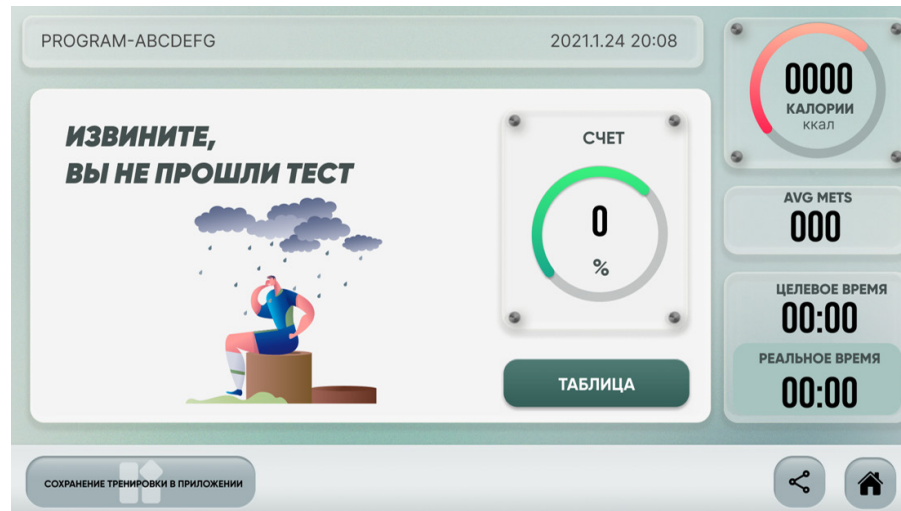 PROGRAM-ABCDEFG
2021.1.24 20:08
ИЗВИНИТЕ,
ВЫ НЕ ПРОШЛИ ТЕСТ
СЧЕТ
0
%
ТАБЛИЦА
0000
КАЛОРИИ
ккал
AVG METS
000
ЦЕЛЕВОЕ ВРЕМЯ
00:00
РЕАЛЬНОЕ ВРЕМЯ
00:00
СОХРАНЕНИЕ ТРЕНИРОВКИ В ПРИЛОЖЕНИИ